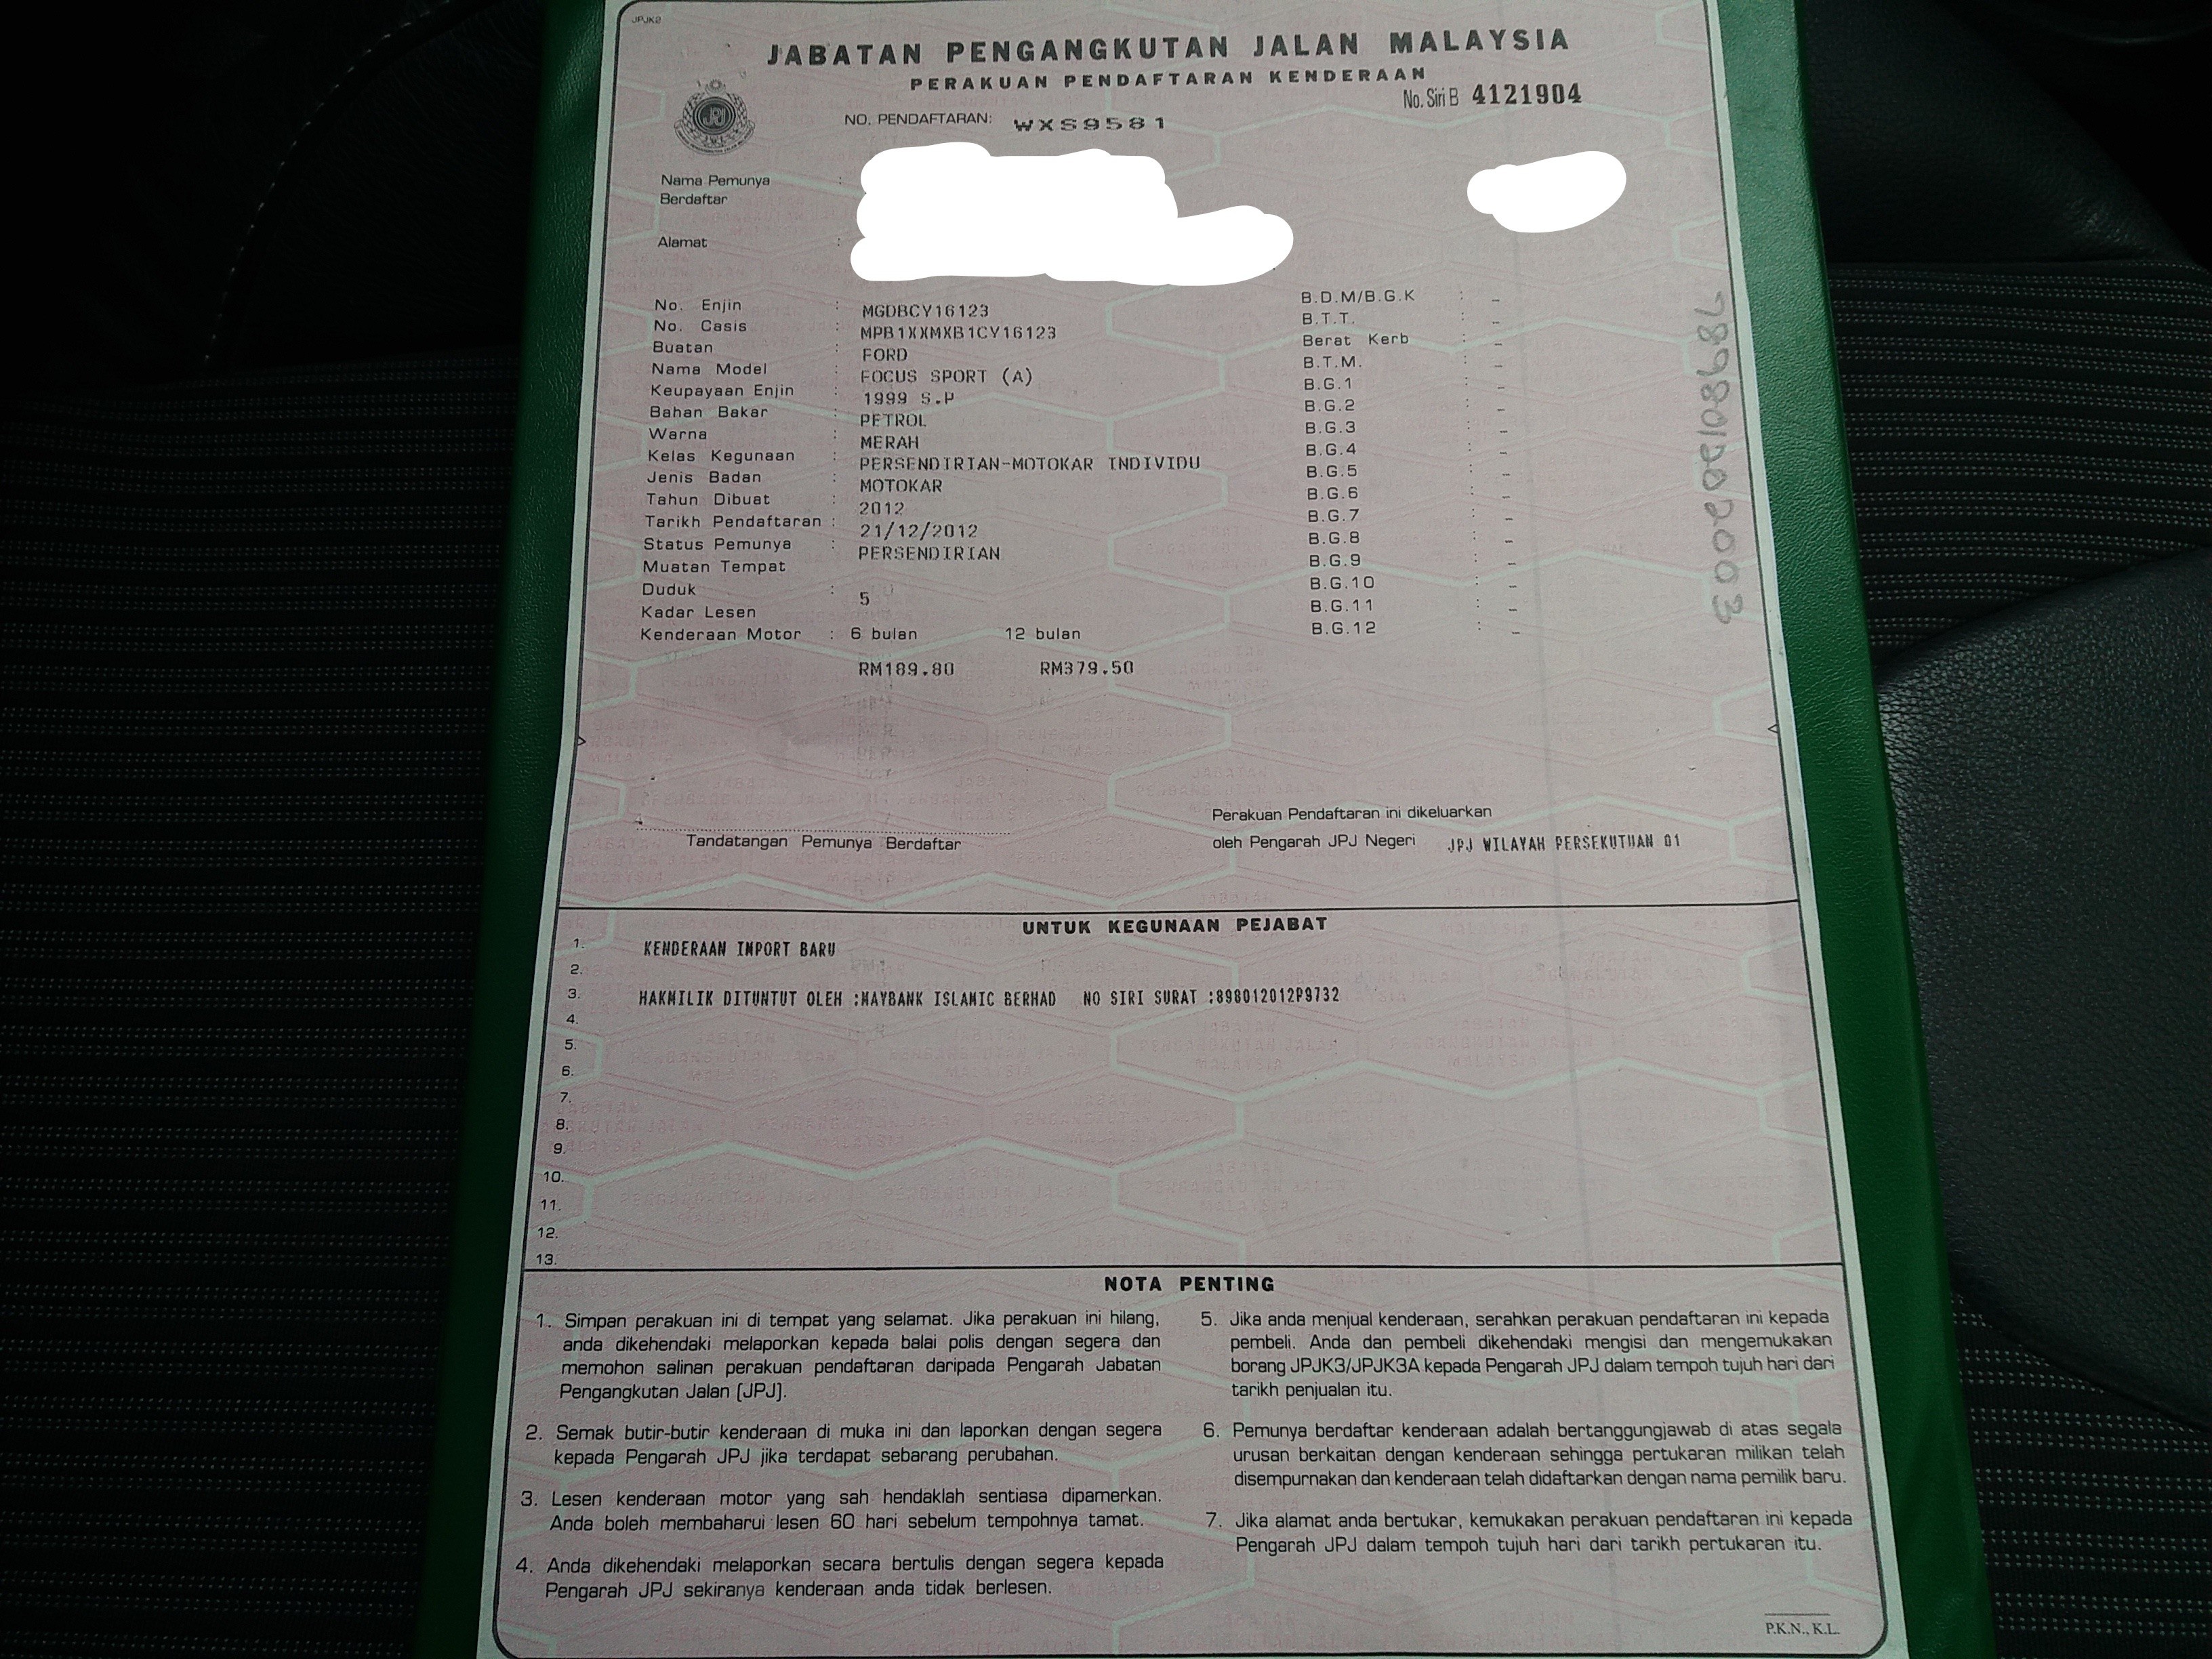 JPJK2
JABATAN PENGANGKUTAN JALAN MALAYSIA
PERAKUAN PENDAFTARAN KENDERAAN
No. Siri B 4121904
NO. PENDAFTARAN: WXS9581
Nama Pemunya
Berdaftar :
Alamat :
No. Enjin : MGDBCY16123
No. Casis : MPB1XXMXB1CY16123
Buatan : FORD
Nama Model : FOCUS SPORT (A)
Keupayaan Enjin : 1999 S.P
Bahan Bakar : PETROL
Warna : MERAH
Kelas Kegunaan : PERSENDIRIAN-MOTOKAR INDIVIDU
Jenis Badan : MOTOKAR
Tahun Dibuat : 2012
Tarikh Pendaftaran : 21/12/2012
Status Pemunya : PERSENDIRIAN
Muatan Tempat
Duduk : 5
Kadar Lesen
Kenderaan Motor : 6 bulan 12 bulan
RM189.80 RM379.50
B.D.M/B.G.K : -
B.T.T. : -
Berat Kerb : -
B.T.M. : -
B.G.1 : -
B.G.2 : -
B.G.3 : -
B.G.4 : -
B.G.5 : -
B.G.6 : -
B.G.7 : -
B.G.8 : -
B.G.9 : -
B.G.10 : -
B.G.11 : -
B.G.12 : -
Tandatangan Pemunya Berdaftar
Perakuan Pendaftaran ini dikeluarkan
oleh Pengarah JPJ Negeri JPJ WILAYAH PERSEKUTUAN 01
UNTUK KEGUNAAN PEJABAT
1. KENDERAAN IMPORT BARU
2.
3. HAKMILIK DITUNTUT OLEH :MAYBANK ISLAMIC BERHAD NO SIRI SURAT :898012012P9732
4.
5.
6.
7.
8.
9.
10.
11.
12.
13.
NOTA PENTING
1. Simpan perakuan ini di tempat yang selamat. Jika perakuan ini hilang,
anda dikehendaki melaporkan kepada balai polis dengan segera dan
memohon salinan perakuan pendaftaran daripada Pengarah Jabatan
Pengangkutan Jalan (JPJ).
2. Semak butir-butir kenderaan di muka ini dan laporkan dengan segera
kepada Pengarah JPJ jika terdapat sebarang perubahan.
3. Lesen kenderaan motor yang sah hendaklah sentiasa dipamerkan.
Anda boleh membaharui lesen 60 hari sebelum tempohnya tamat.
4. Anda dikehendaki melaporkan secara bertulis dengan segera kepada
Pengarah JPJ sekiranya kenderaan anda tidak berlesen.
5. Jika anda menjual kenderaan, serahkan perakuan pendaftaran ini kepada
pembeli. Anda dan pembeli dikehendaki mengisi dan mengemukakan
borang JPJK3/JPJK3A kepada Pengarah JPJ dalam tempoh tujuh hari dari
tarikh penjualan itu.
6. Pemunya berdaftar kenderaan adalah bertanggungjawab di atas segala
urusan berkaitan dengan kenderaan sehingga pertukaran milikan telah
disempurnakan dan kenderaan telah didaftarkan dengan nama pemilik baru.
7. Jika alamat anda bertukar, kemukakan perakuan pendaftaran ini kepada
Pengarah JPJ dalam tempoh tujuh hari dari tarikh pertukaran itu.
P.K.N., K.L.